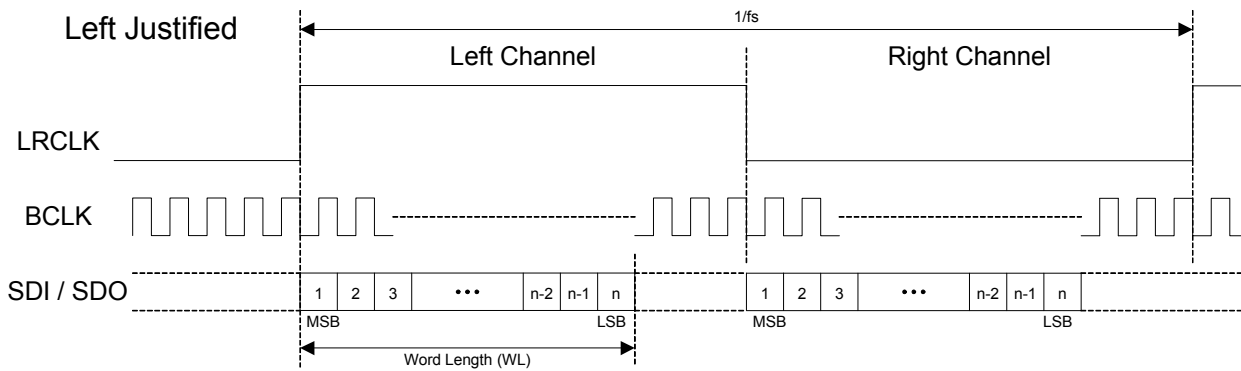 Left Justified
1/fs
Left Channel
Right Channel
LRCLK
BCLK
SDI / SDO
1 2 3 ••• n-2 n-1 n
1 2 3 ••• n-2 n-1 n
MSB
LSB
MSB
LSB
Word Length (WL)